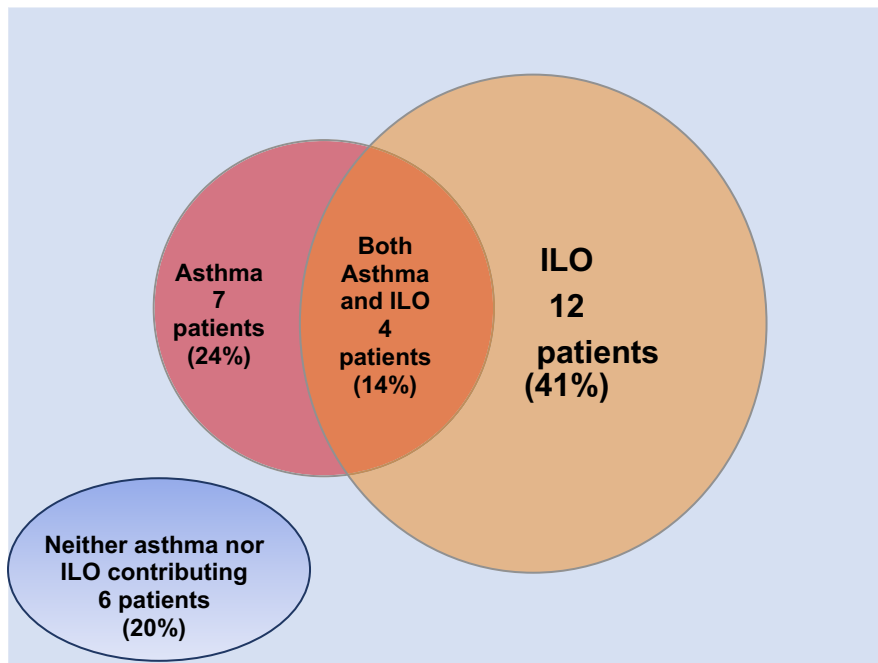 Asthma
7
patients
(24%)
Both
Asthma
and ILO
4
patients
(14%)
ILO
12
patients
(41%)
Neither asthma nor
ILO contributing
6 patients
(20%)